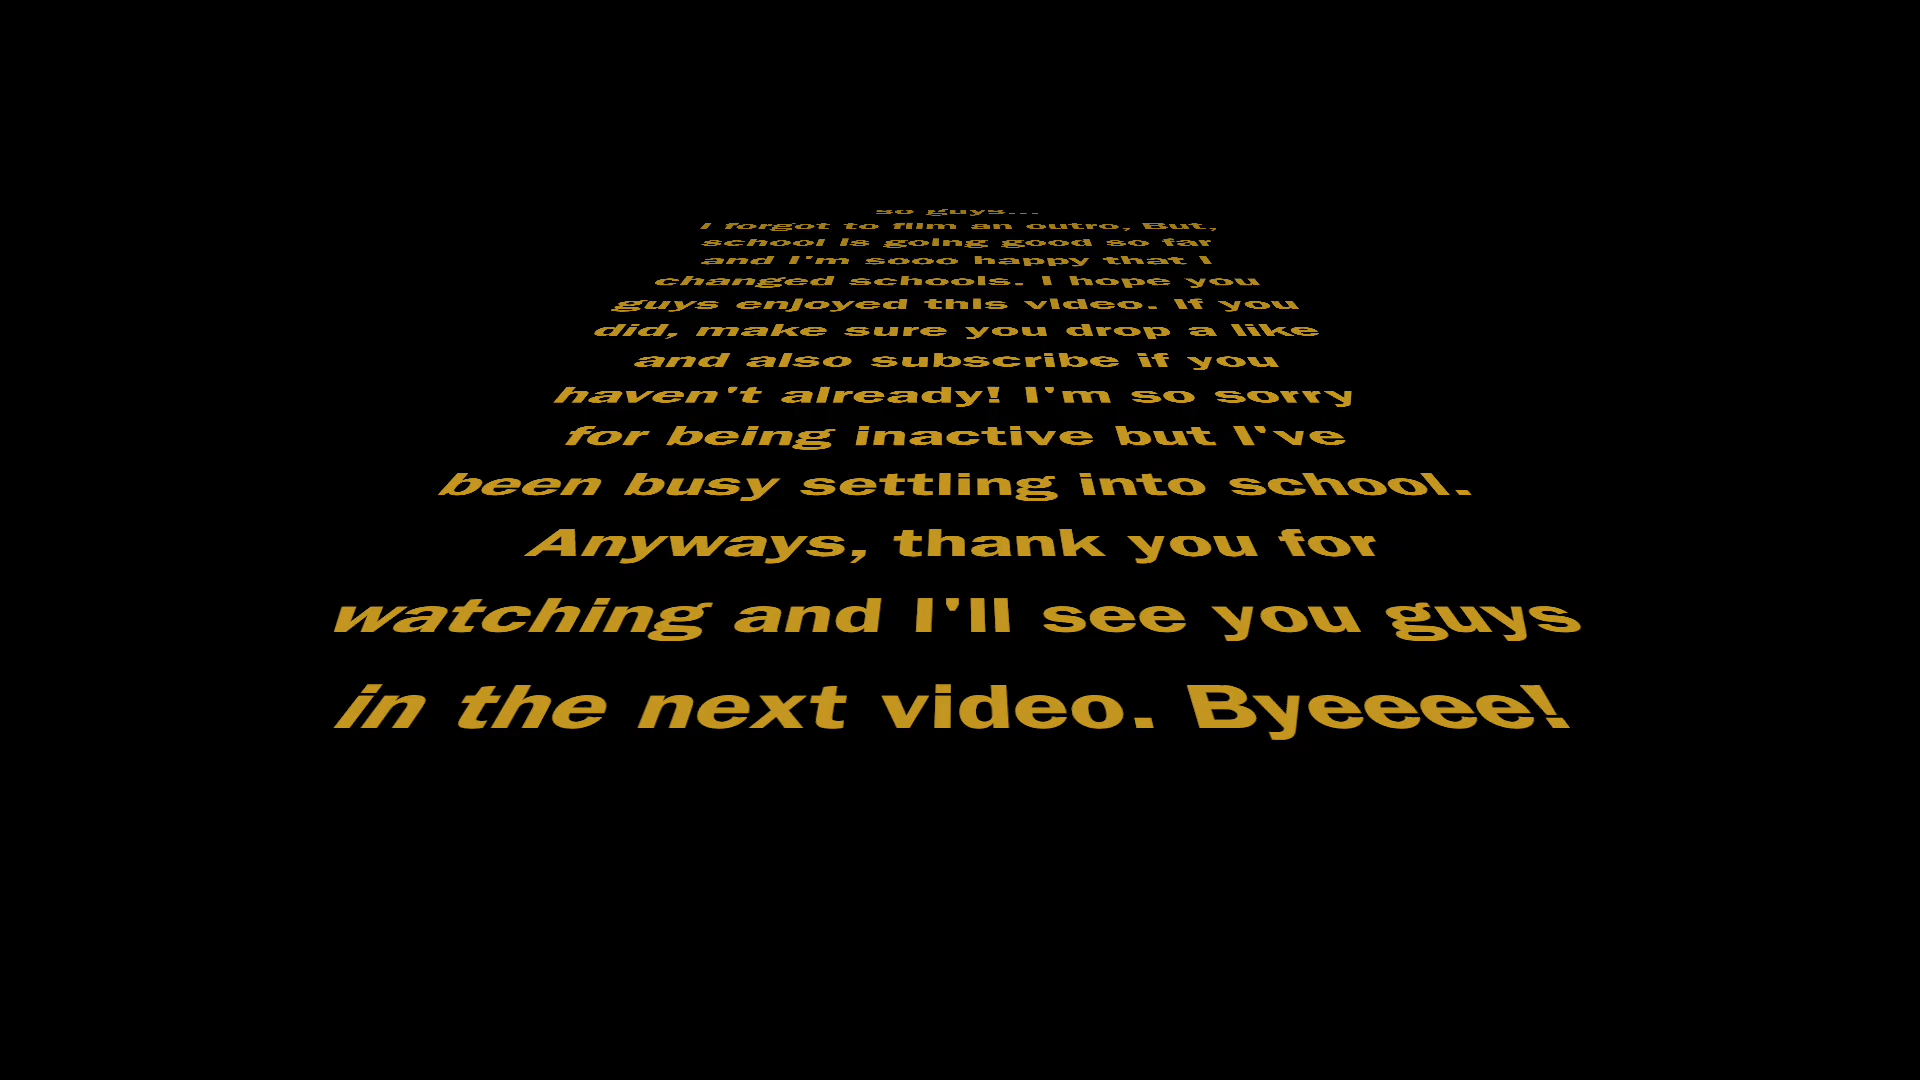 so guys...
I forgot to film an outro, But,
school is going good so far
and I'm sooo happy that I
changed schools. I hope you
guys enjoyed this video. If you
did, make sure you drop a like
and also subscribe if you
haven't already! I'm so sorry
for being inactive but I've
been busy settling into school.
Anyways, thank you for
watching and I'll see you guys
in the next video. Byeeee!